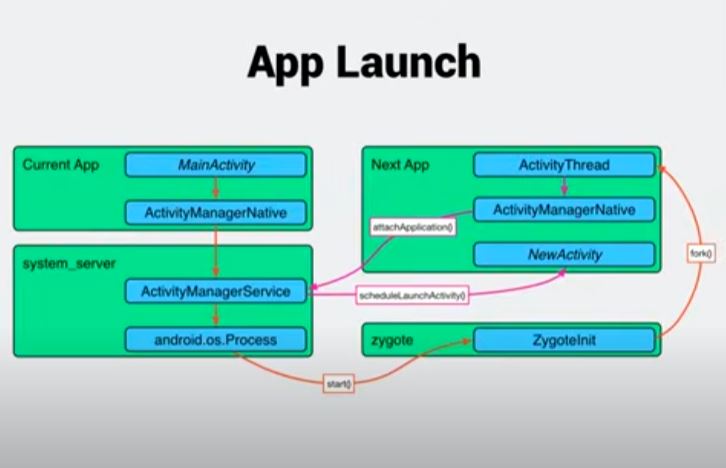 App Launch
Current App
MainActivity
ActivityManagerNative
system_server
ActivityManagerService
android.os.Process
Next App
ActivityThread
ActivityManagerNative
attachApplication()
NewActivity
scheduleLaunchActivity()
fork()
zygote
ZygoteInit
start()